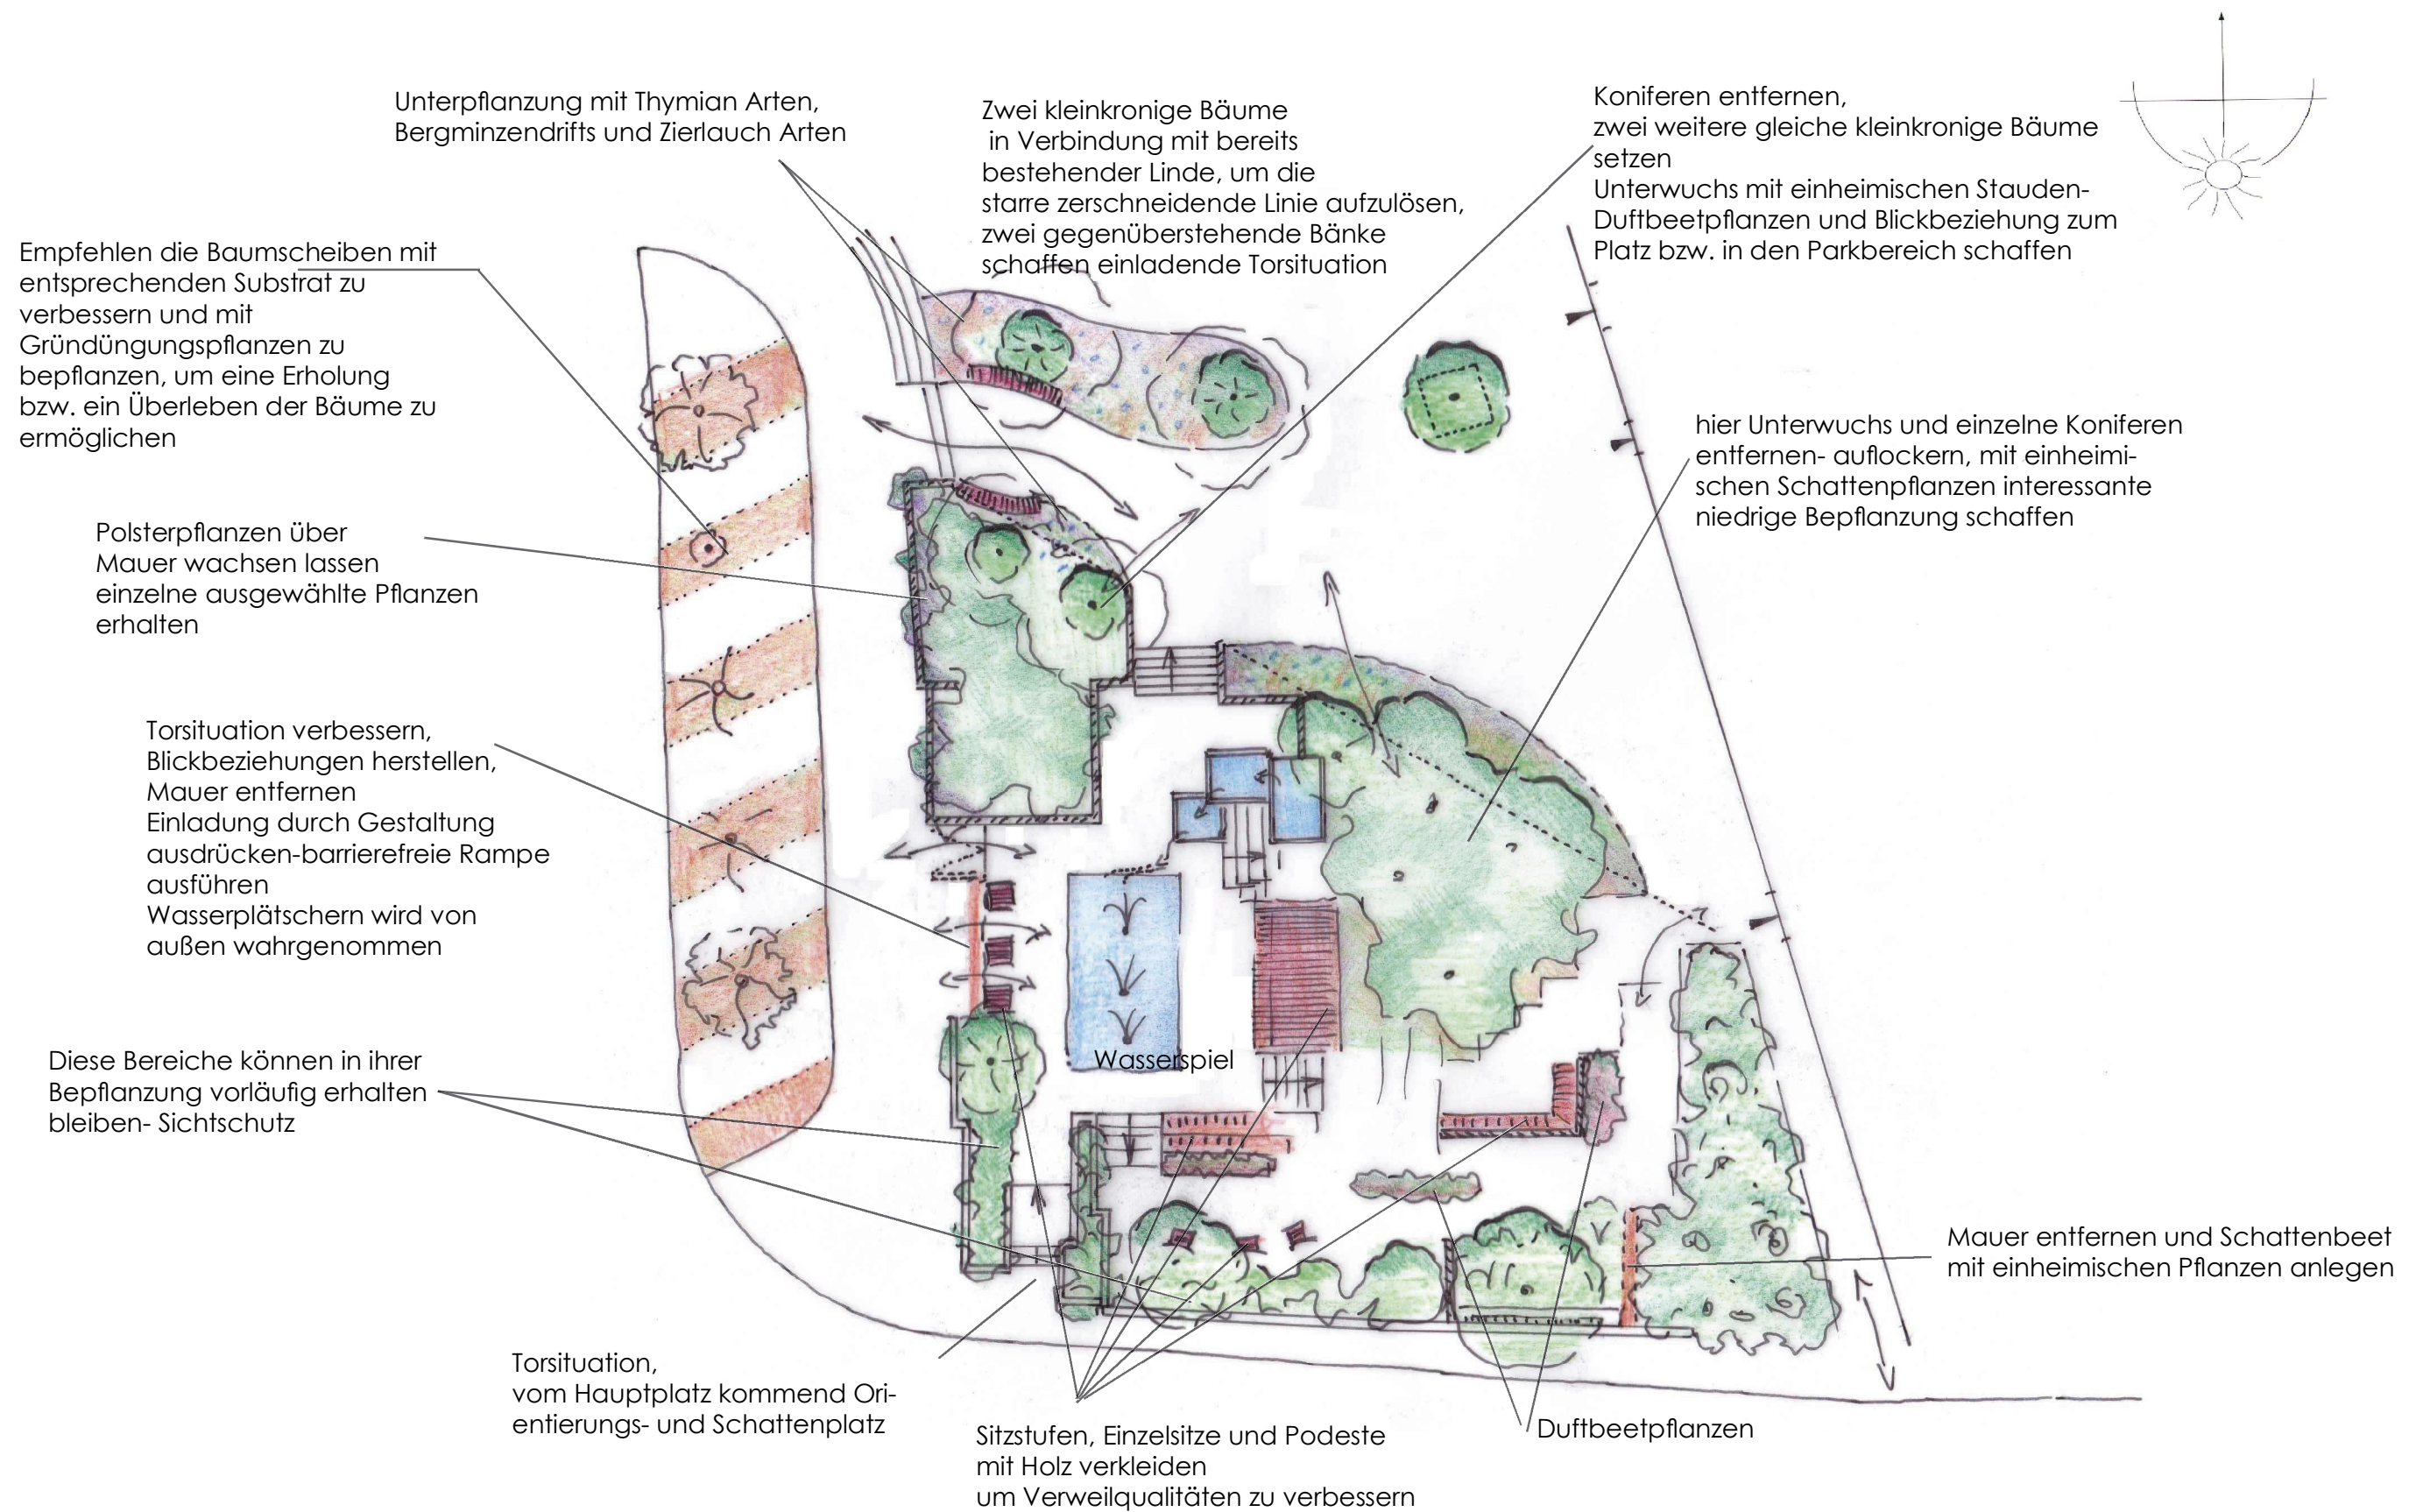 Unterpflanzung mit Thymian Arten,
Bergminzendrifts und Zierlauch Arten
Zwei kleinkronige Bäume
in Verbindung mit bereits
bestehender Linde, um die
starre zerschneidende Linie aufzulösen,
zwei gegenüberstehende Bänke
schaffen einladende Torsituation
Koniferen entfernen,
zwei weitere gleiche kleinkronige Bäume
setzen
Unterwuchs mit einheimischen Stauden-
Duftbeetpflanzen und Blickbeziehung zum
Platz bzw. in den Parkbereich schaffen
Empfehlen die Baumscheiben mit
entsprechenden Substrat zu
verbessern und mit
Gründüngungspflanzen zu
bepflanzen, um eine Erholung
bzw. ein Überleben der Bäume zu
ermöglichen
hier Unterwuchs und einzelne Koniferen
entfernen- auflockern, mit einheimi-
schen Schattenpflanzen interessante
niedrige Bepflanzung schaffen
Polsterpflanzen über
Mauer wachsen lassen
einzelne ausgewählte Pflanzen
erhalten
Torsituation verbessern,
Blickbeziehungen herstellen,
Mauer entfernen
Einladung durch Gestaltung
ausdrücken-barrierefreie Rampe
ausführen
Wasserplätschern wird von
außen wahrgenommen
Wasserspiel
Diese Bereiche können in ihrer
Bepflanzung vorläufig erhalten
bleiben- Sichtschutz
Mauer entfernen und Schattenbeet
mit einheimischen Pflanzen anlegen
Torsituation,
vom Hauptplatz kommend Ori-
entierungs- und Schattenplatz
Sitzstufen, Einzelsitze und Podeste
mit Holz verkleiden
um Verweilqualitäten zu verbessern
Duftbeetpflanzen